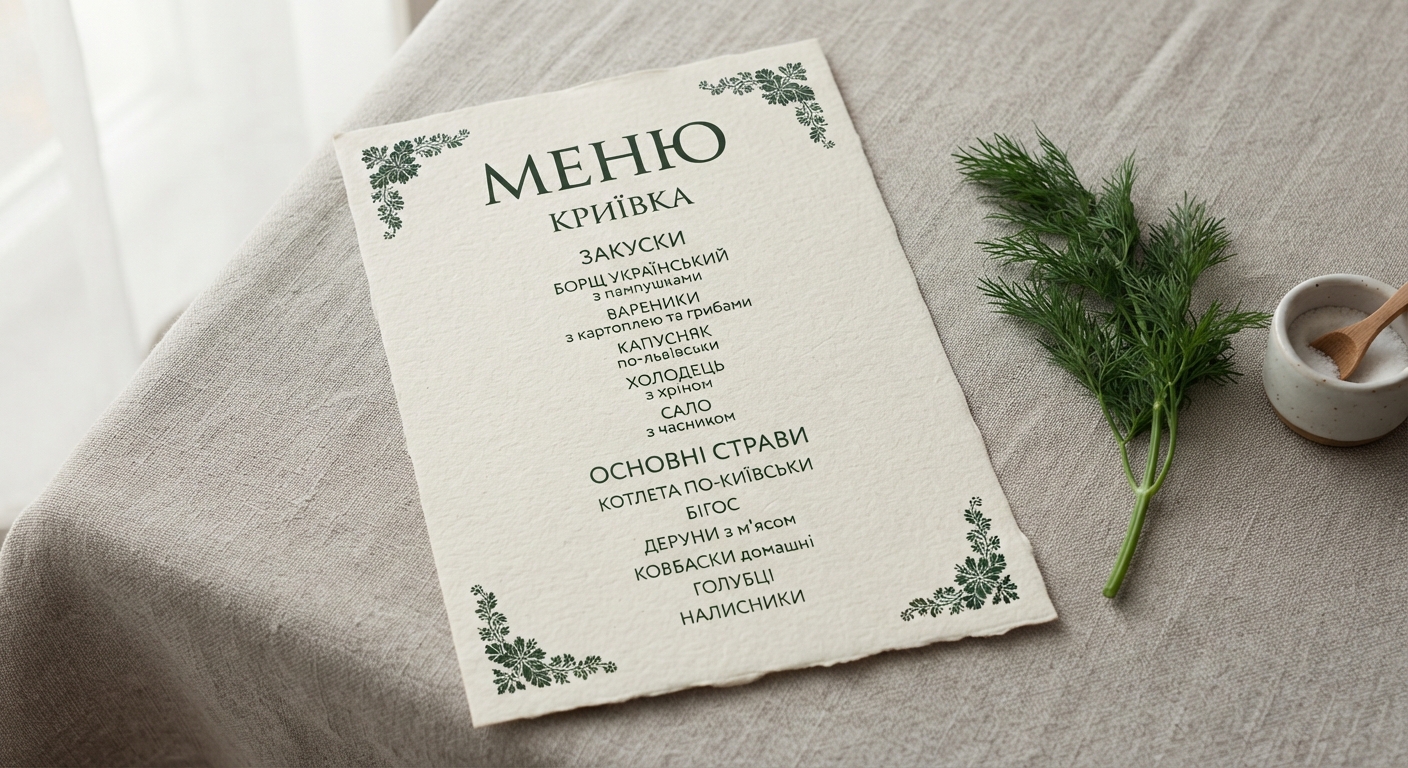 МЕНЮ
КРИЇВКА
ЗАКУСКИ
БОРЩ УКРАЇНСЬКИЙ
з пампушками
ВАРЕНИКИ
з картоплею та грибами
КАПУСНЯК
по-львівськи
ХОЛОДЕЦЬ
з хріном
САЛО
з часником
ОСНОВНІ СТРАВИ
КОТЛЕТА ПО-КИЇВСЬКИ
БІГОС
ДЕРУНИ з м'ясом
КОВБАСКИ домашні
ГОЛУБЦІ
НАЛИСНИКИ